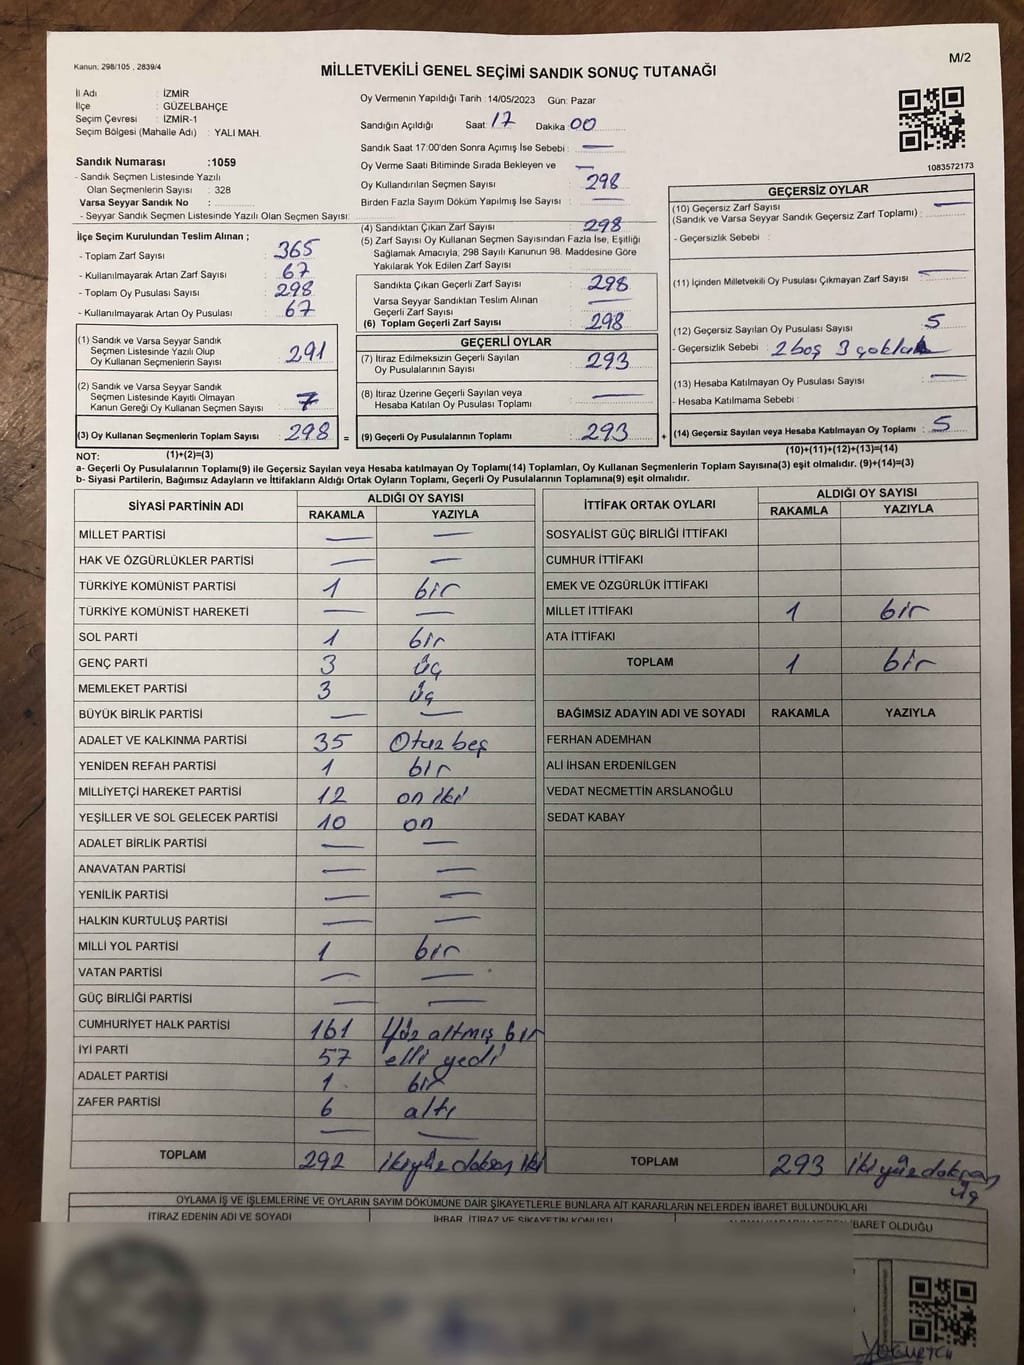 Kanun; 298/105 , 2839/4
M/2
MİLLETVEKİLİ GENEL SEÇİMİ SANDIK SONUÇ TUTANAĞI
İl Adı : İZMİR
İlçe : GÜZELBAHÇE
Seçim Çevresi : İZMİR-1
Seçim Bölgesi (Mahalle Adı) : YALI MAH.
Sandık Numarası :1059
- Sandık Seçmen Listesinde Yazılı
Olan Seçmenlerin Sayısı : 328
Varsa Seyyar Sandık No :
- Seyyar Sandık Seçmen Listesinde Yazılı Olan Seçmen Sayısı:
Oy Vermenin Yapıldığı Tarih :14/05/2023 Gün: Pazar
Sandığın Açıldığı Saat: 17 Dakika 00
Sandık Saat 17:00'den Sonra Açımış İse Sebebi : —
Oy Verme Saati Bitiminde Sırada Bekleyen ve —
Oy Kullandırılan Seçmen Sayısı : 298
Birden Fazla Sayım Döküm Yapılmış İse Sayısı : —
1083572173
İlçe Seçim Kurulundan Teslim Alınan ;
- Toplam Zarf Sayısı : 365
- Kullanılmayarak Artan Zarf Sayısı : 67
- Toplam Oy Pusulası Sayısı : 298
- Kullanılmayarak Artan Oy Pusulası : 67
(4) Sandıktan Çıkan Zarf Sayısı : 298
(5) Zarf Sayısı Oy Kullanan Seçmen Sayısından Fazla İse, Eşitliği
Sağlamak Amacıyla, 298 Sayılı Kanunun 98. Maddesine Göre
Yakılarak Yok Edilen Zarf Sayısı
Sandıkta Çıkan Geçerli Zarf Sayısı : 298
Varsa Seyyar Sandıktan Teslim Alınan
Geçerli Zarf Sayısı : —
(6) Toplam Geçerli Zarf Sayısı : 298
GEÇERSİZ OYLAR
(10) Geçersiz Zarf Sayısı : —
(Sandık ve Varsa Seyyar Sandık Geçersiz Zarf Toplamı) :
- Geçersizlik Sebebi :
(11) İçinden Milletvekili Oy Pusulası Çıkmayan Zarf Sayısı : —
(12) Geçersiz Sayılan Oy Pusulası Sayısı : 5
- Geçersizlik Sebebi : 2 boş 3 çoklu
(13) Hesaba Katılmayan Oy Pusulası Sayısı : —
- Hesaba Katılmama Sebebi :
(14) Geçersiz Sayılan veya Hesaba Katılmayan Oy Toplamı : 5
(10)+(11)+(12)+(13)=(14)
(1) Sandık ve Varsa Seyyar Sandık
Seçmen Listesinde Yazılı Olup
Oy Kullanan Seçmenlerin Sayısı : 291
(2) Sandık ve Varsa Seyyar Sandık
Seçmen Listesinde Kayıtlı Olmayan
Kanun Gereği Oy Kullanan Seçmen Sayısı : 7
(3) Oy Kullanan Seçmenlerin Toplam Sayısı : 298 =
GEÇERLİ OYLAR
(7) İtiraz Edilmeksizin Geçerli Sayılan
Oy Pusulalarının Sayısı : 293
(8) İtiraz Üzerine Geçerli Sayılan veya
Hesaba Katılan Oy Pusulası Toplamı : —
(9) Geçerli Oy Pusulalarının Toplamı : 293 +
NOT: (1)+(2)=(3)
a- Geçerli Oy Pusulalarının Toplamı(9) ile Geçersiz Sayılan veya Hesaba katılmayan Oy Toplamı(14) Toplamları, Oy Kullanan Seçmenlerin Toplam Sayısına(3) eşit olmalıdır. (9)+(14)=(3)
b- Siyasi Partilerin, Bağımsız Adayların ve İttifakların Aldığı Ortak Oyların Toplamı, Geçerli Oy Pusulalarının Toplamına(9) eşit olmalıdır.
SİYASİ PARTİNİN ADI ALDIĞI OY SAYISI
RAKAMLA YAZIYLA
MİLLET PARTİSİ — —
HAK VE ÖZGÜRLÜKLER PARTİSİ — —
TÜRKİYE KOMÜNİST PARTİSİ 1 bir
TÜRKİYE KOMÜNİST HAREKETİ — —
SOL PARTİ 1 bir
GENÇ PARTİ 3 üç
MEMLEKET PARTİSİ 3 üç
BÜYÜK BİRLİK PARTİSİ — —
ADALET VE KALKINMA PARTİSİ 35 Otuz beş
YENİDEN REFAH PARTİSİ 1 bir
MİLLİYETÇİ HAREKET PARTİSİ 12 on iki
YEŞİLLER VE SOL GELECEK PARTİSİ 10 on
ADALET BİRLİK PARTİSİ — —
ANAVATAN PARTİSİ — —
YENİLİK PARTİSİ — —
HALKIN KURTULUŞ PARTİSİ — —
MİLLİ YOL PARTİSİ 1 bir
VATAN PARTİSİ — —
GÜÇ BİRLİĞİ PARTİSİ — —
CUMHURİYET HALK PARTİSİ 161 Yüz altmış bir
İYİ PARTİ 57 elli yedi
ADALET PARTİSİ 1 bir
ZAFER PARTİSİ 6 altı
— —
TOPLAM 292 ikiyüz doksan iki
İTTİFAK ORTAK OYLARI ALDIĞI OY SAYISI
RAKAMLA YAZIYLA
SOSYALİST GÜÇ BİRLİĞİ İTTİFAKI
CUMHUR İTTİFAKI
EMEK VE ÖZGÜRLÜK İTTİFAKI
MİLLET İTTİFAKI 1 bir
ATA İTTİFAKI
TOPLAM 1 bir
BAĞIMSIZ ADAYIN ADI VE SOYADI RAKAMLA YAZIYLA
FERHAN ADEMHAN
ALİ İHSAN ERDENİLGEN
VEDAT NECMETTİN ARSLANOĞLU
SEDAT KABAY
TOPLAM 293 iki yüz doksan
üç
OYLAMA İŞ VE İŞLEMLERİNE VE OYLARIN SAYIM DÖKÜMÜNE DAİR ŞİKAYETLERLE BUNLARA AİT KARARLARIN NELERDEN İBARET BULUNDUKLARI
İTİRAZ EDENİN ADI VE SOYADI
İHBAR, İTİRAZ VE ŞİKAYETİN KONUSU
İBARET OLDUĞU